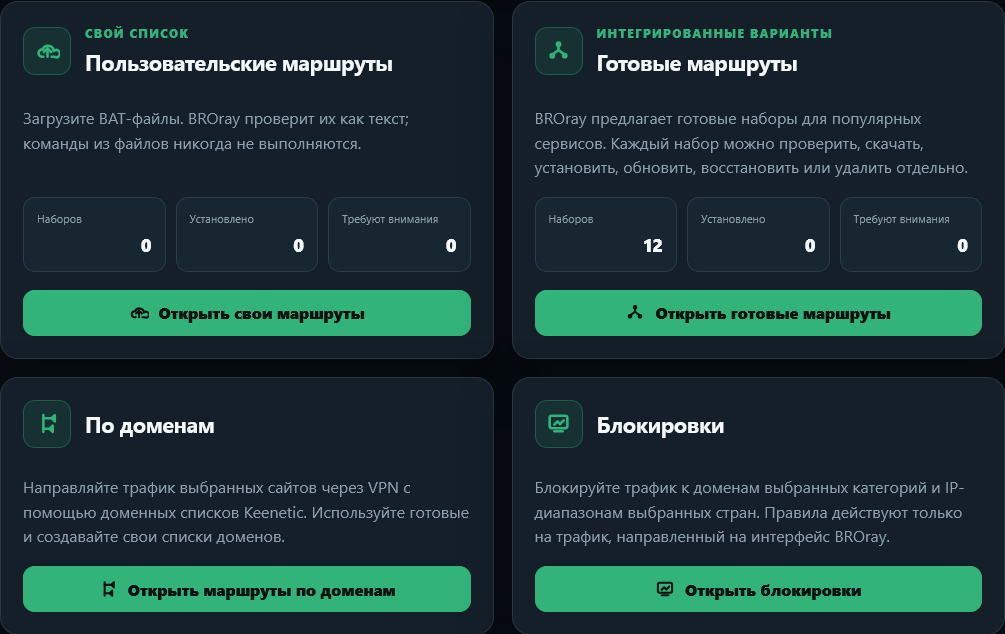 СВОЙ СПИСОК
Пользовательские маршруты
Загрузите BAT-файлы. BROray проверит их как текст;
команды из файлов никогда не выполняются.
Наборов
0
Установлено
0
Требуют внимания
0
Открыть свои маршруты
ИНТЕГРИРОВАННЫЕ ВАРИАНТЫ
Готовые маршруты
BROray предлагает готовые наборы для популярных
сервисов. Каждый набор можно проверить, скачать,
установить, обновить, восстановить или удалить отдельно.
Наборов
12
Установлено
0
Требуют внимания
0
Открыть готовые маршруты
По доменам
Направляйте трафик выбранных сайтов через VPN с
помощью доменных списков Keenetic. Используйте готовые
и создавайте свои списки доменов.
Открыть маршруты по доменам
Блокировки
Блокируйте трафик к доменам выбранных категорий и IP-
диапазонам выбранных стран. Правила действуют только
на трафик, направленный на интерфейс BROray.
Открыть блокировки